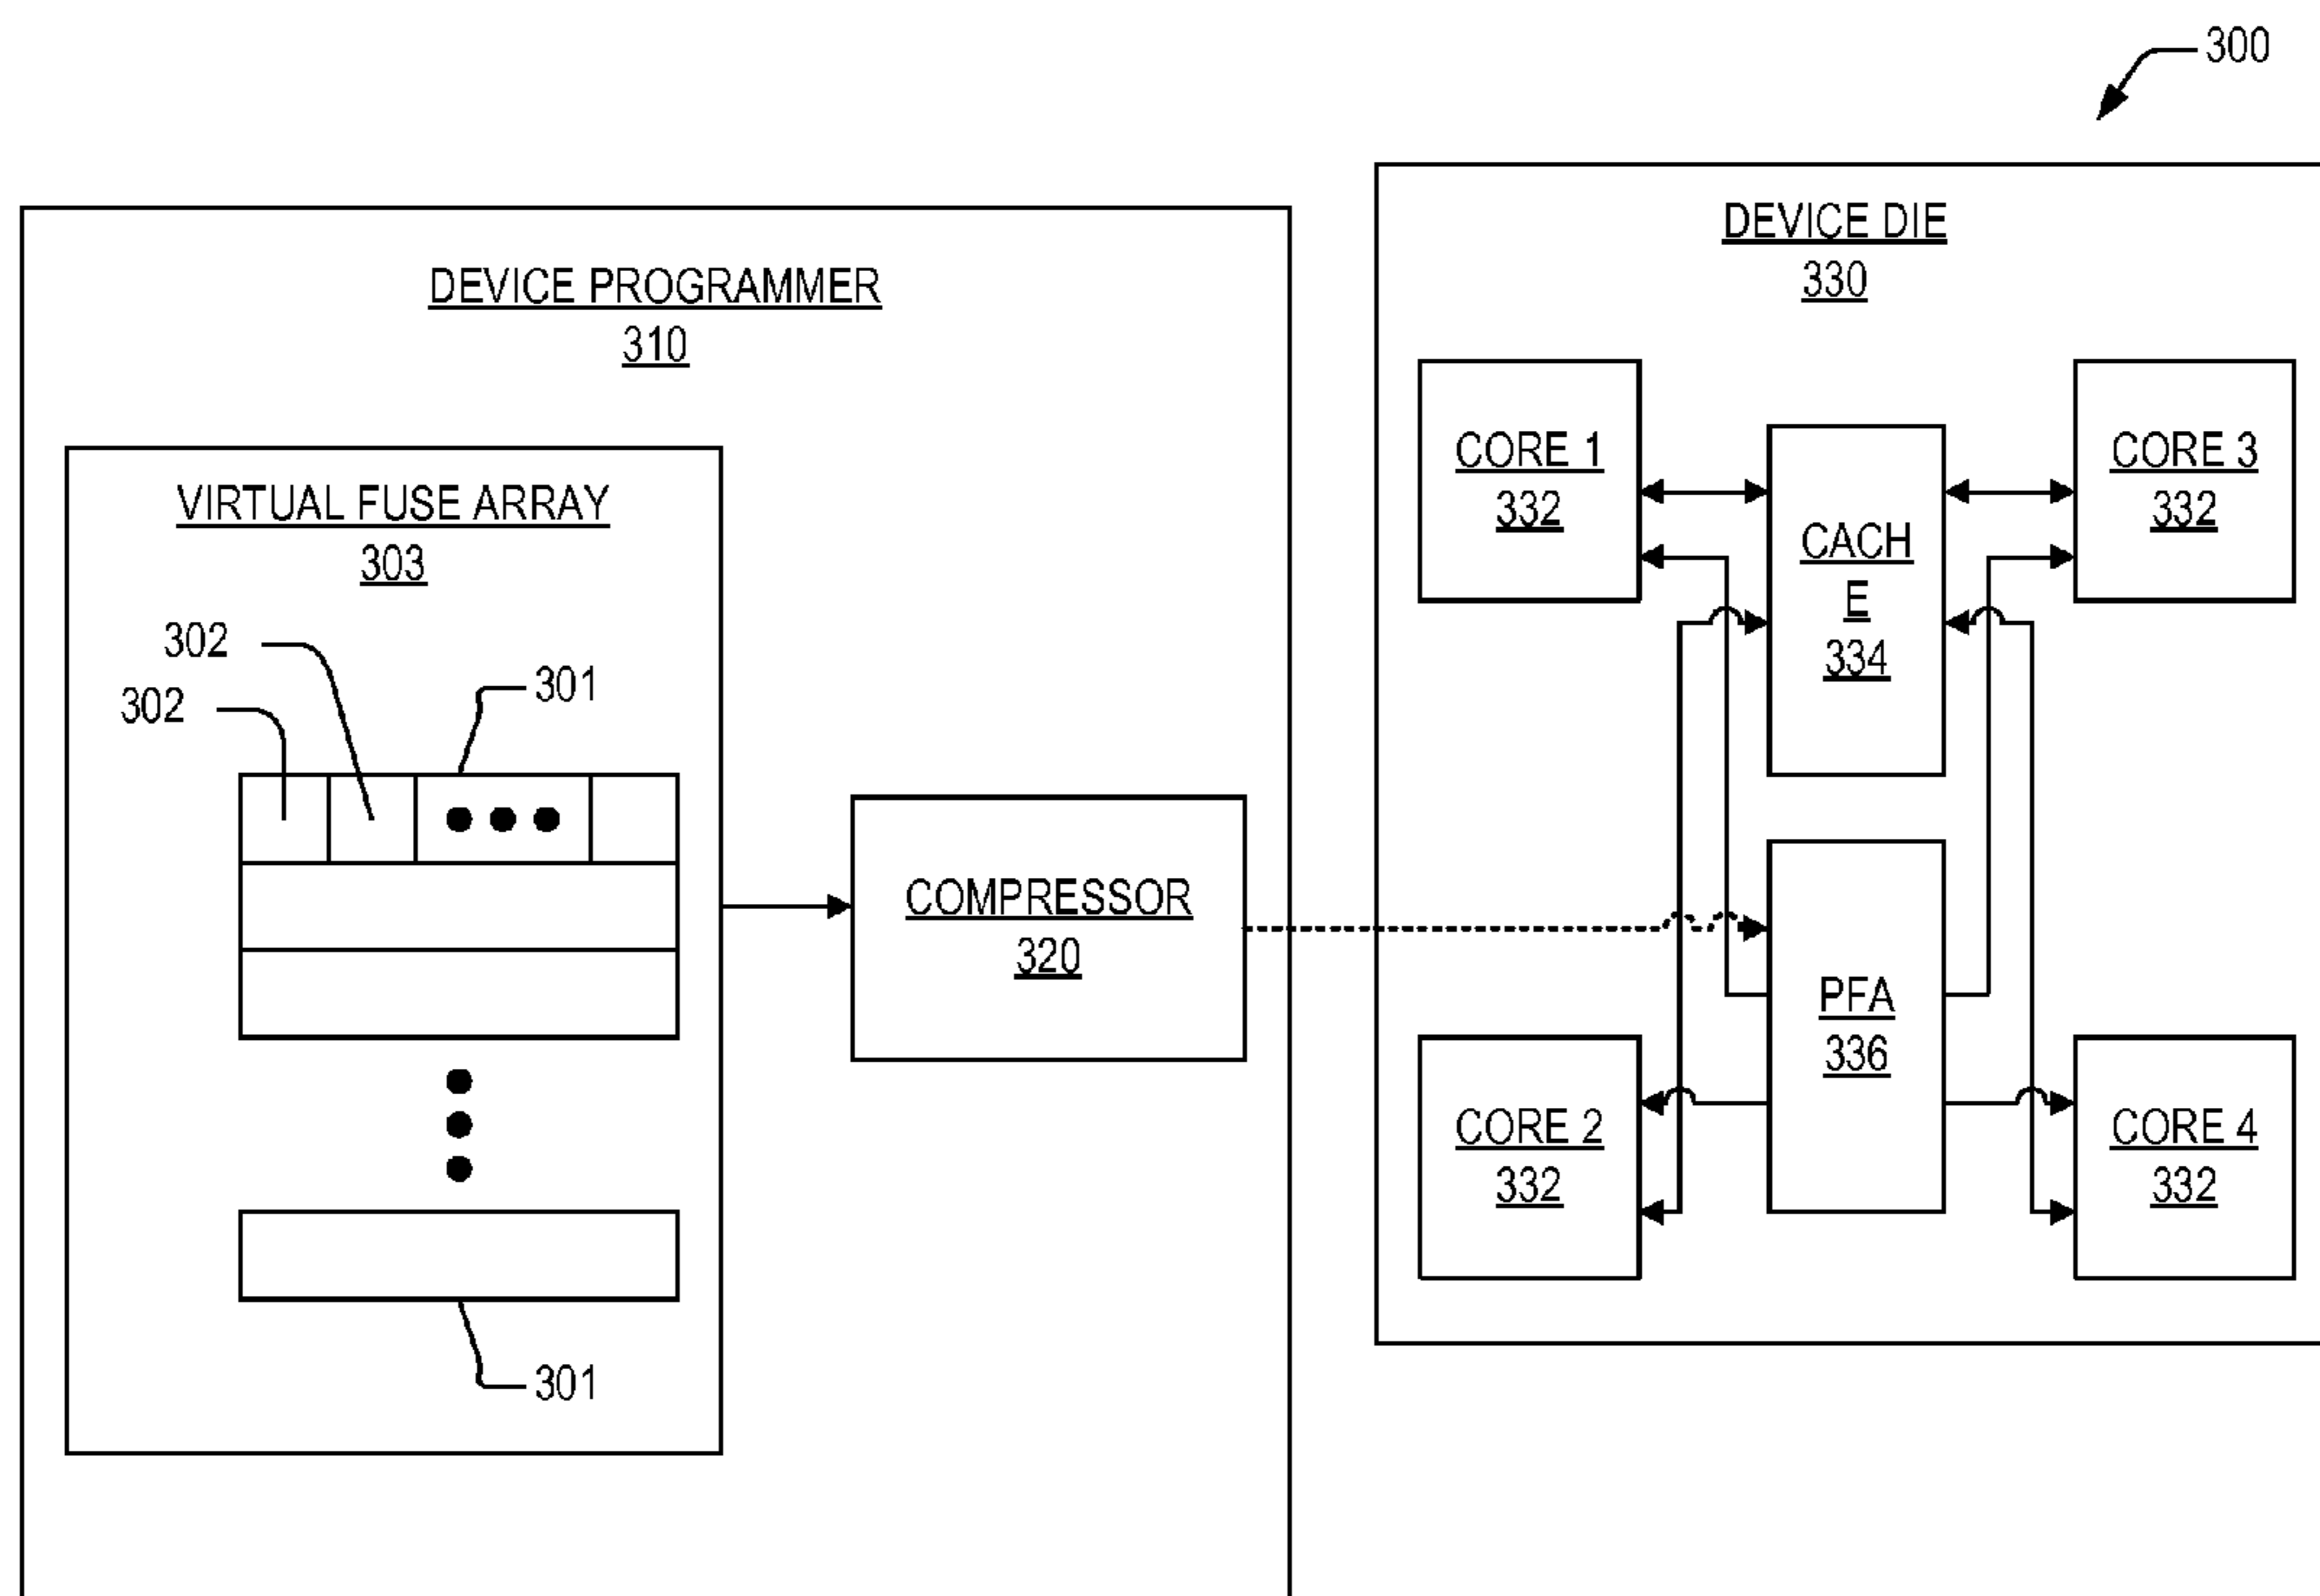 300
DEVICE PROGRAMMER
310
VIRTUAL FUSE ARRAY
303
302
302
301
301
COMPRESSOR
320
DEVICE DIE
330
CORE 1
332
CACH
E
334
CORE 3
332
PFA
336
CORE 2
332
CORE 4
332